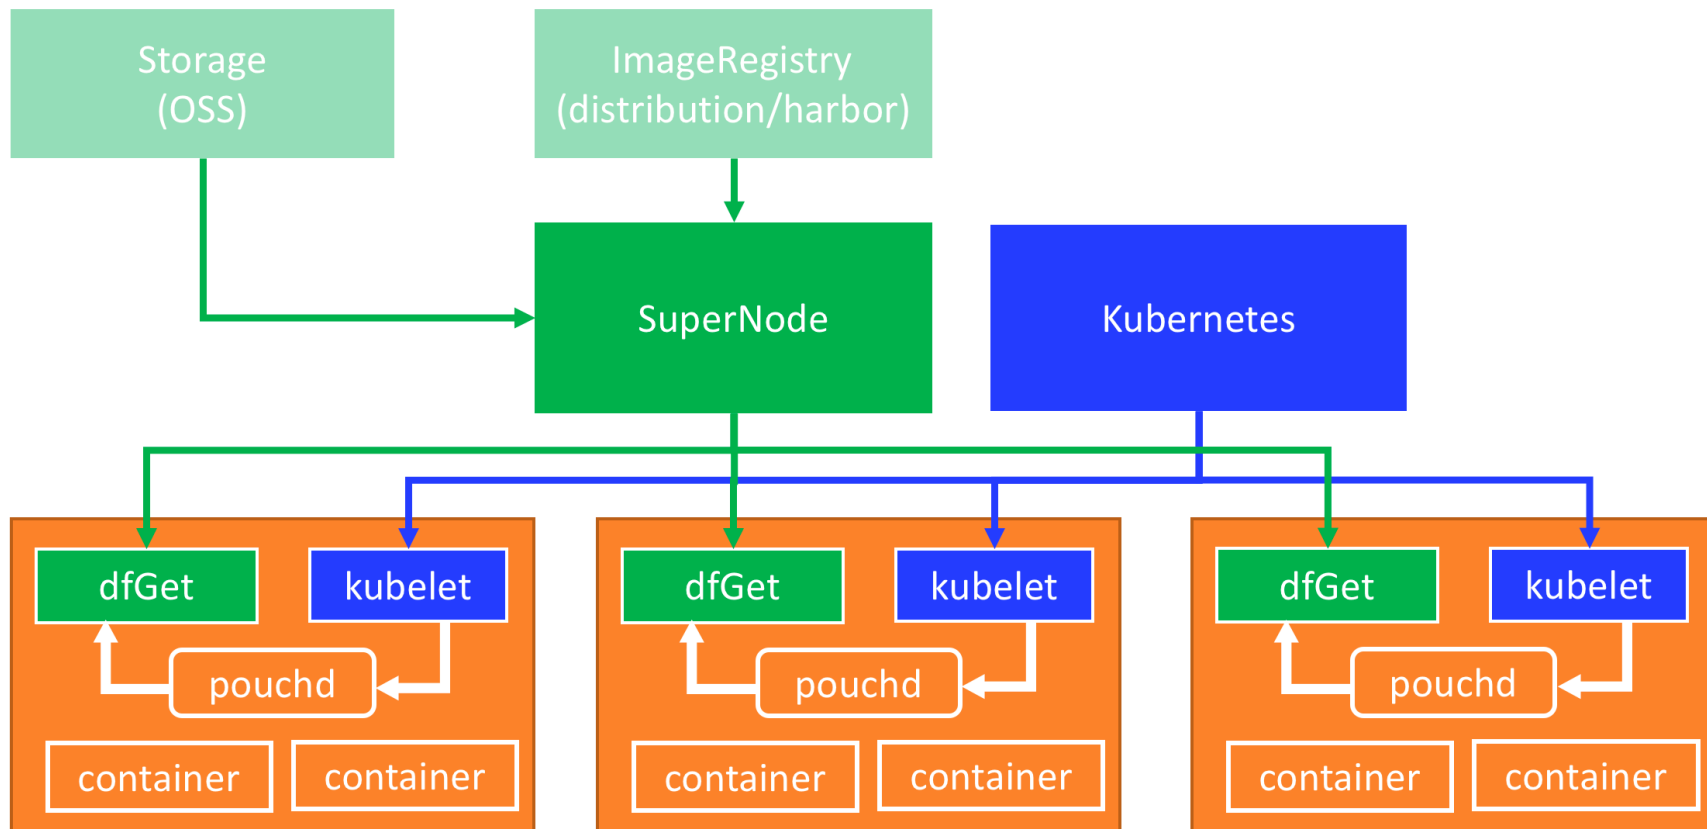 Storage
(OSS)
ImageRegistry
(distribution/harbor)
SuperNode
Kubernetes
dfGet
kubelet
pouchd
container
container
dfGet
kubelet
pouchd
container
container
dfGet
kubelet
pouchd
container
container